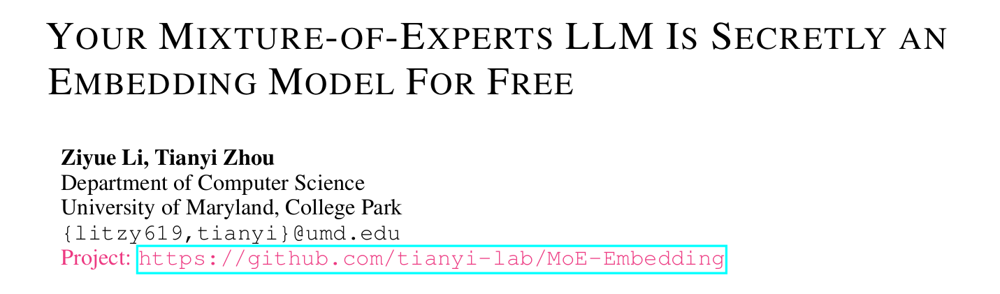 YOUR MIXTURE-OF-EXPERTS LLM IS SECRETLY AN
EMBEDDING MODEL FOR FREE
Ziyue Li, Tianyi Zhou
Department of Computer Science
University of Maryland, College Park
{litzy619,tianyi}@umd.edu
Project: https://github.com/tianyi-lab/MoE-Embedding